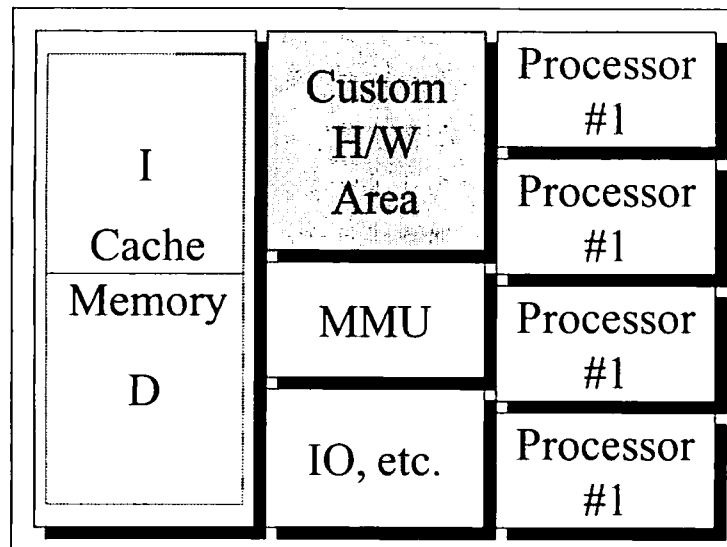 I
Cache
Memory
D
Custom
H/W
Area
MMU
IO, etc.
Processor
#1
Processor
#1
Processor
#1
Processor
#1